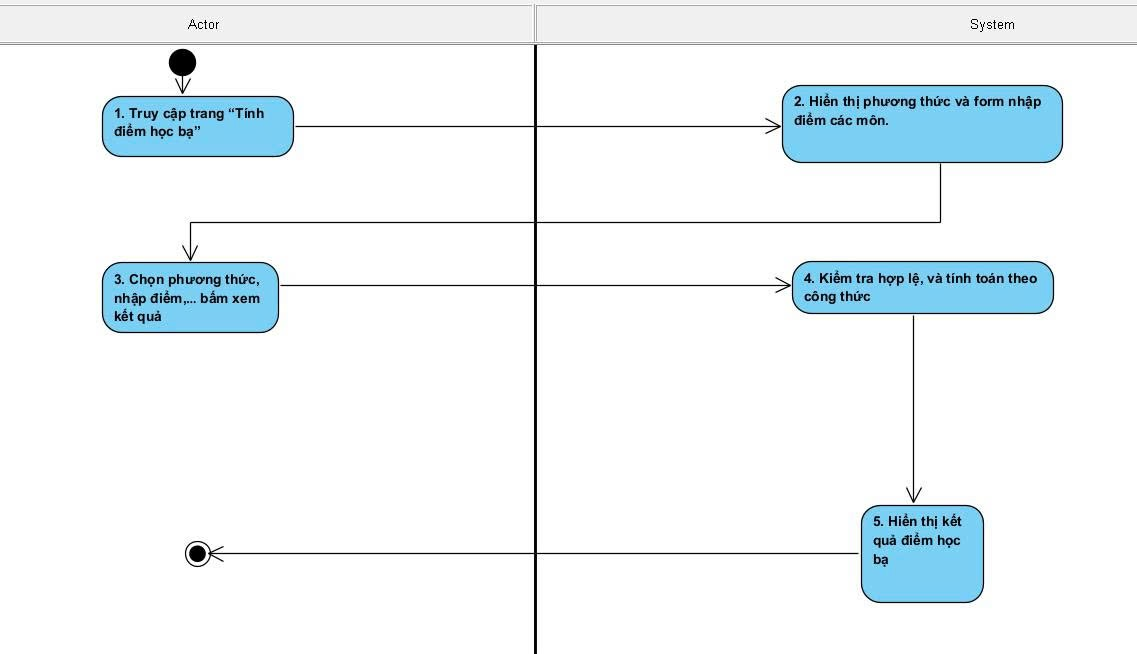 Actor
System
1. Truy cập trang “Tính
điểm học bạ”
2. Hiển thị phương thức và form nhập
điểm các môn.
3. Chọn phương thức,
nhập điểm,... bấm xem
kết quả
4. Kiểm tra hợp lệ, và tính toán theo
công thức
5. Hiển thị kết
quả điểm học
bạ